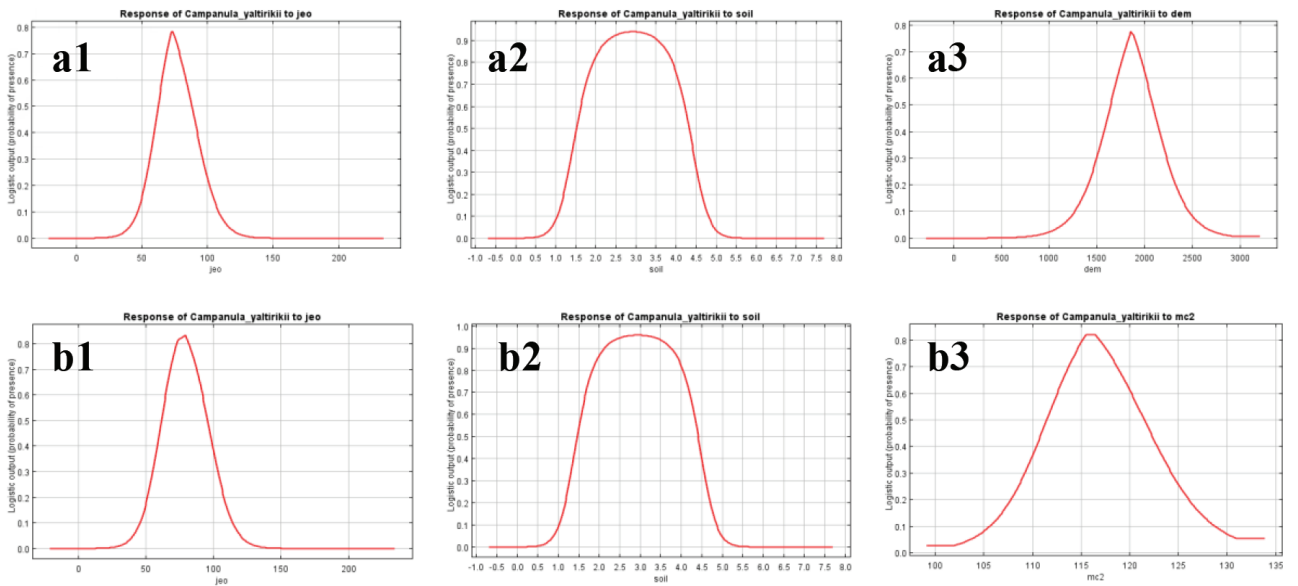 Response of Campanula_yaltirikii to jeo
a1
Logistic output (probability of presence)
0.8
0.7
0.6
0.5
0.4
0.3
0.2
0.1
0.0
0 50 100 150 200
jeo
Response of Campanula_yaltirikii to soil
a2
Logistic output (probability of presence)
0.9
0.8
0.7
0.6
0.5
0.4
0.3
0.2
0.1
0.0
-1.0 -0.5 0.0 0.5 1.0 1.5 2.0 2.5 3.0 3.5 4.0 4.5 5.0 5.5 6.0 6.5 7.0 7.5 8.0
soil
Response of Campanula_yaltirikii to dem
a3
Logistic output (probability of presence)
0.8
0.7
0.6
0.5
0.4
0.3
0.2
0.1
0.0
0 500 1000 1500 2000 2500 3000
dem
Response of Campanula_yaltirikii to jeo
b1
Logistic output (probability of presence)
0.8
0.7
0.6
0.5
0.4
0.3
0.2
0.1
0.0
0 50 100 150 200
jeo
Response of Campanula_yaltirikii to soil
b2
Logistic output (probability of presence)
1.0
0.9
0.8
0.7
0.6
0.5
0.4
0.3
0.2
0.1
0.0
-1.0 -0.5 0.0 0.5 1.0 1.5 2.0 2.5 3.0 3.5 4.0 4.5 5.0 5.5 6.0 6.5 7.0 7.5 8.0
soil
Response of Campanula_yaltirikii to mc2
b3
Logistic output (probability of presence)
0.8
0.7
0.6
0.5
0.4
0.3
0.2
0.1
0.0
100 105 110 115 120 125 130 135
mc2